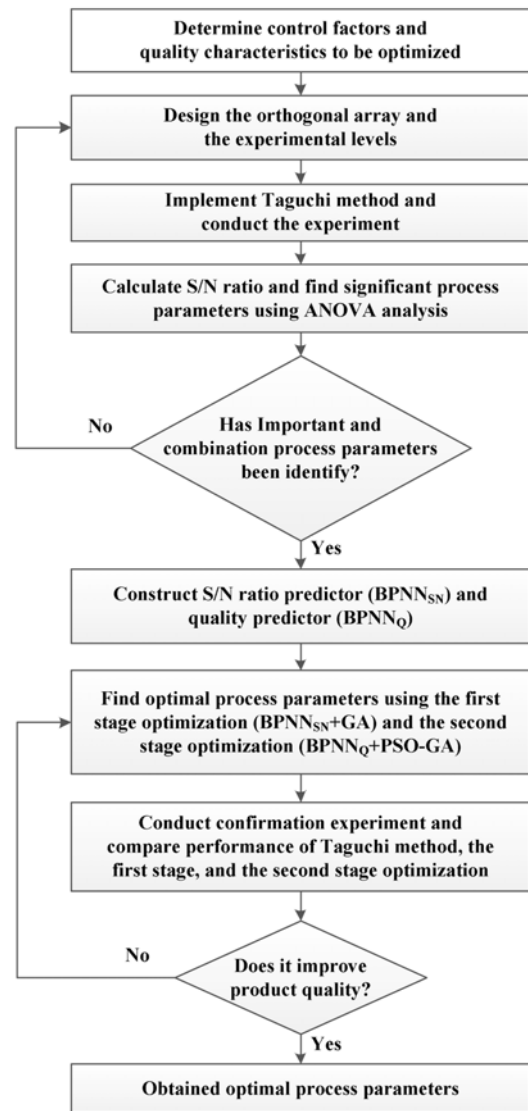 Determine control factors and
quality characteristics to be optimized
Design the orthogonal array and
the experimental levels
Implement Taguchi method and
conduct the experiment
Calculate S/N ratio and find significant process
parameters using ANOVA analysis
No
Has Important and
combination process parameters
been identify?
Yes
Construct S/N ratio predictor (BPNN_SN) and
quality predictor (BPNN_Q)
Find optimal process parameters using the first
stage optimization (BPNN_SN+GA) and the second
stage optimization (BPNN_Q+PSO-GA)
Conduct confirmation experiment and
compare performance of Taguchi method, the
first stage, and the second stage optimization
No
Does it improve
product quality?
Yes
Obtained optimal process parameters